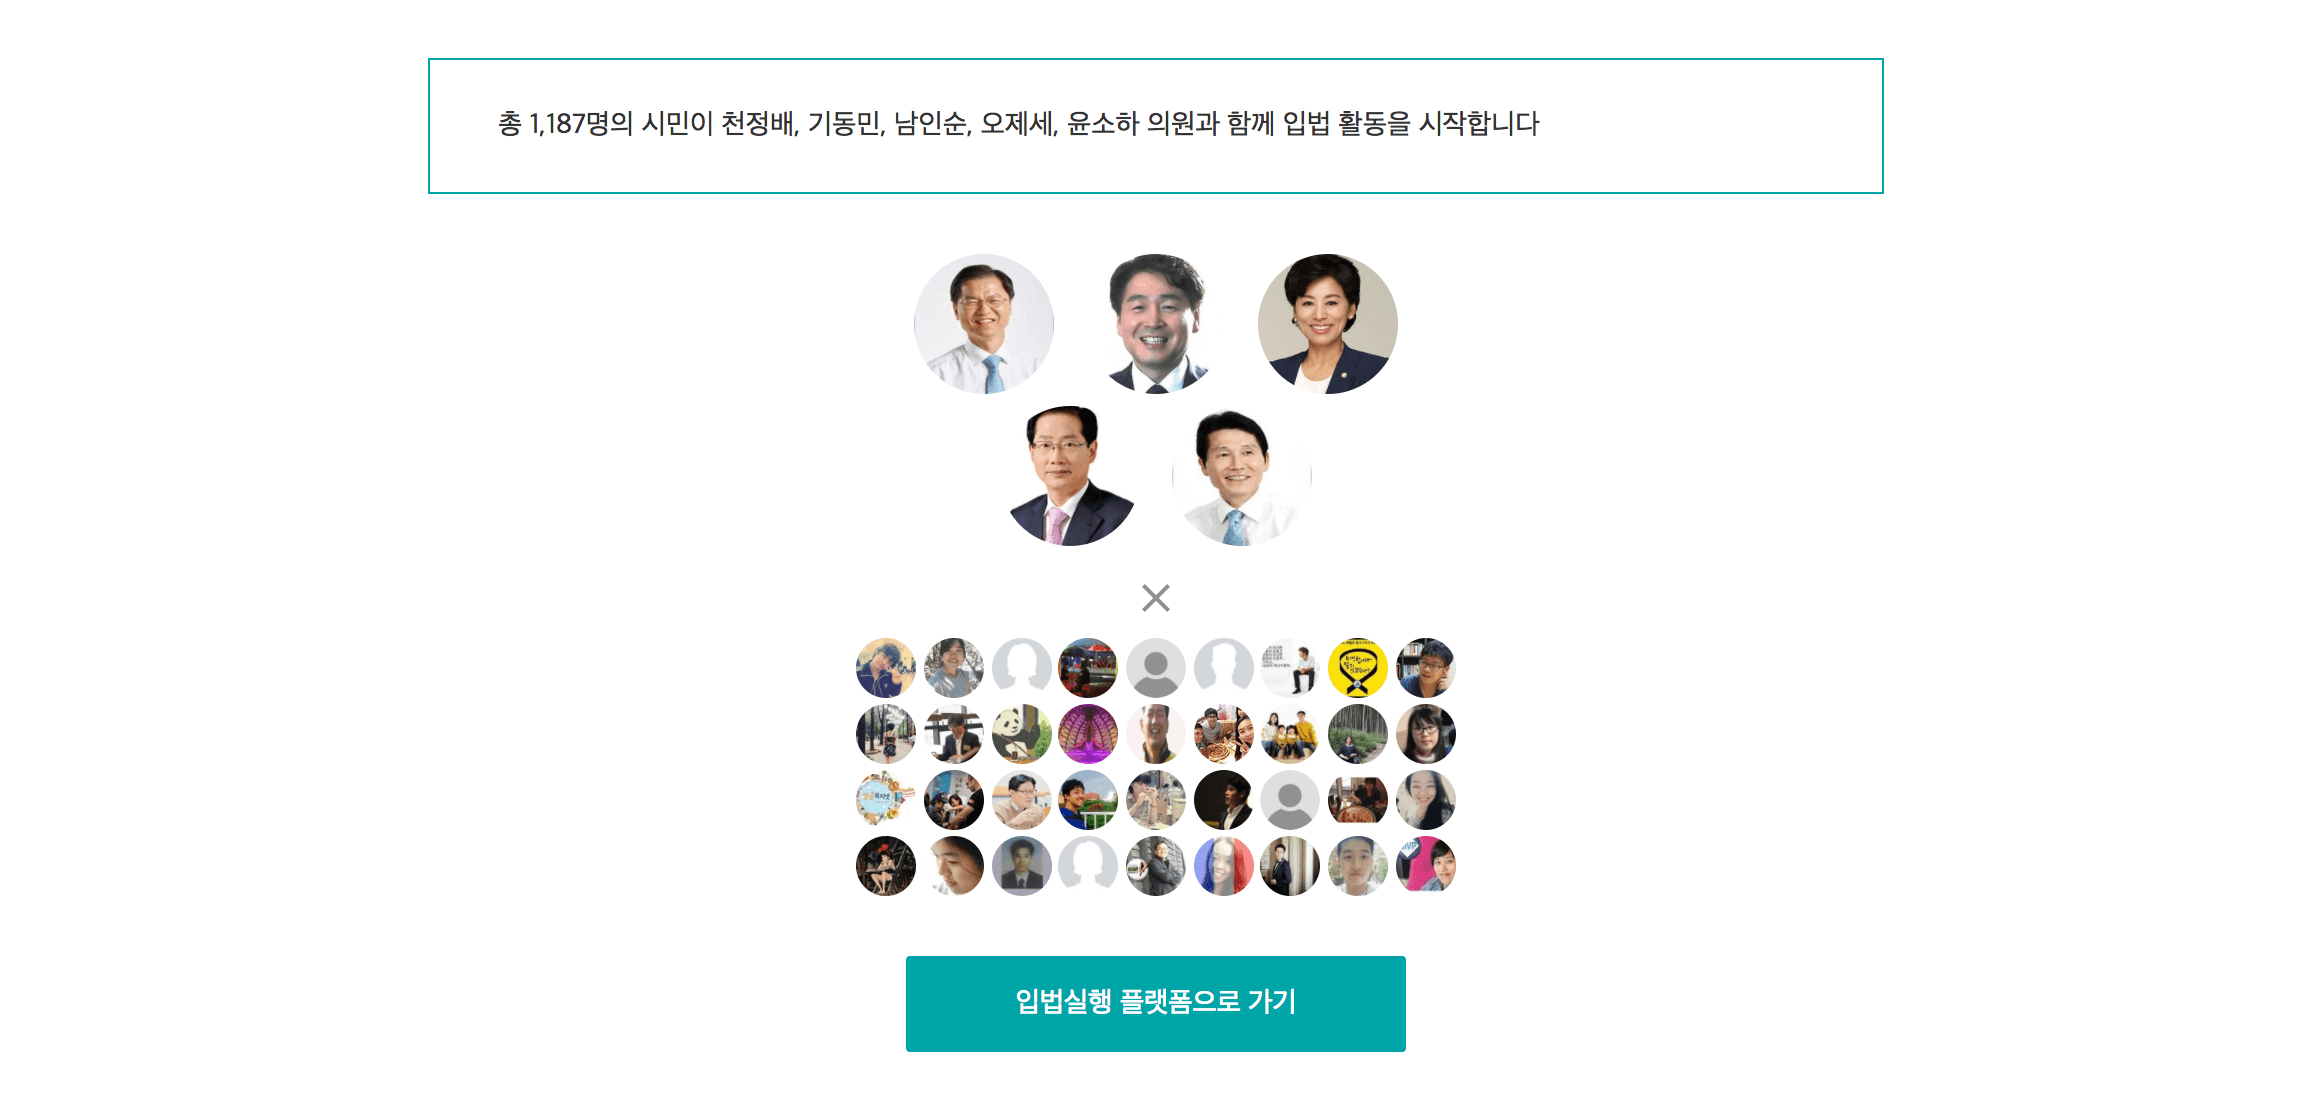 총 1,187명의 시민이 천정배, 기동민, 남인순, 오제세, 윤소하 의원과 함께 입법 활동을 시작합니다
입법실행 플랫폼으로 가기